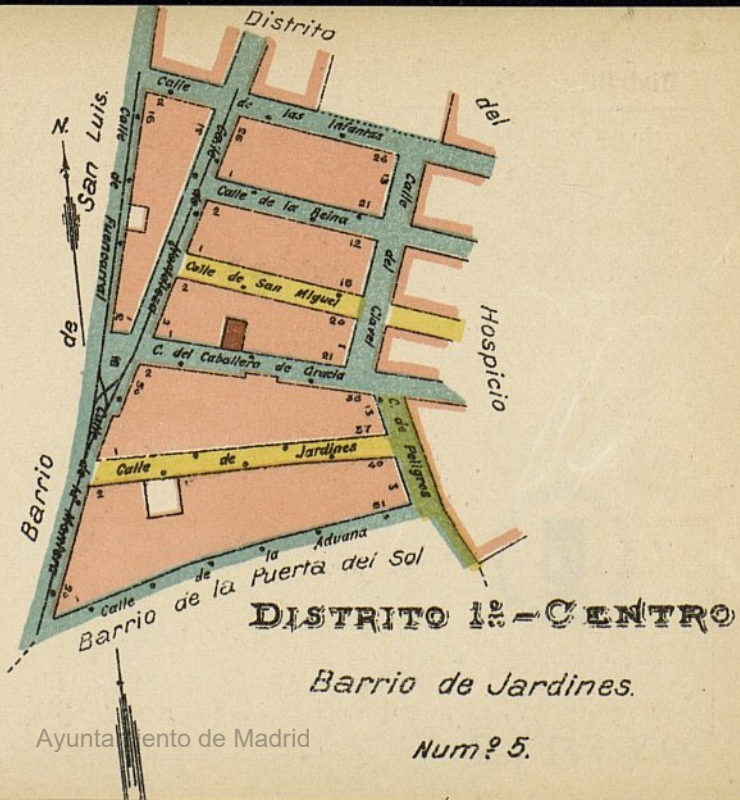 Distrito
del
Hospicio
N.
Barrio de San Luis.
Calle de las Infantas
Calle de Fuencarral
Calle de Hortaleza
Calle de la Reina
Calle de San Miguel
Calle del Clavel
C. del Caballero de Gracia
C. de Peligros
Calle de Jardines
Calle de la Montera
Calle de la Aduana
Barrio de la Puerta del Sol
DISTRITO 1º.-CENTRO
Barrio de Jardines.
Numº 5.
Ayuntamiento de Madrid